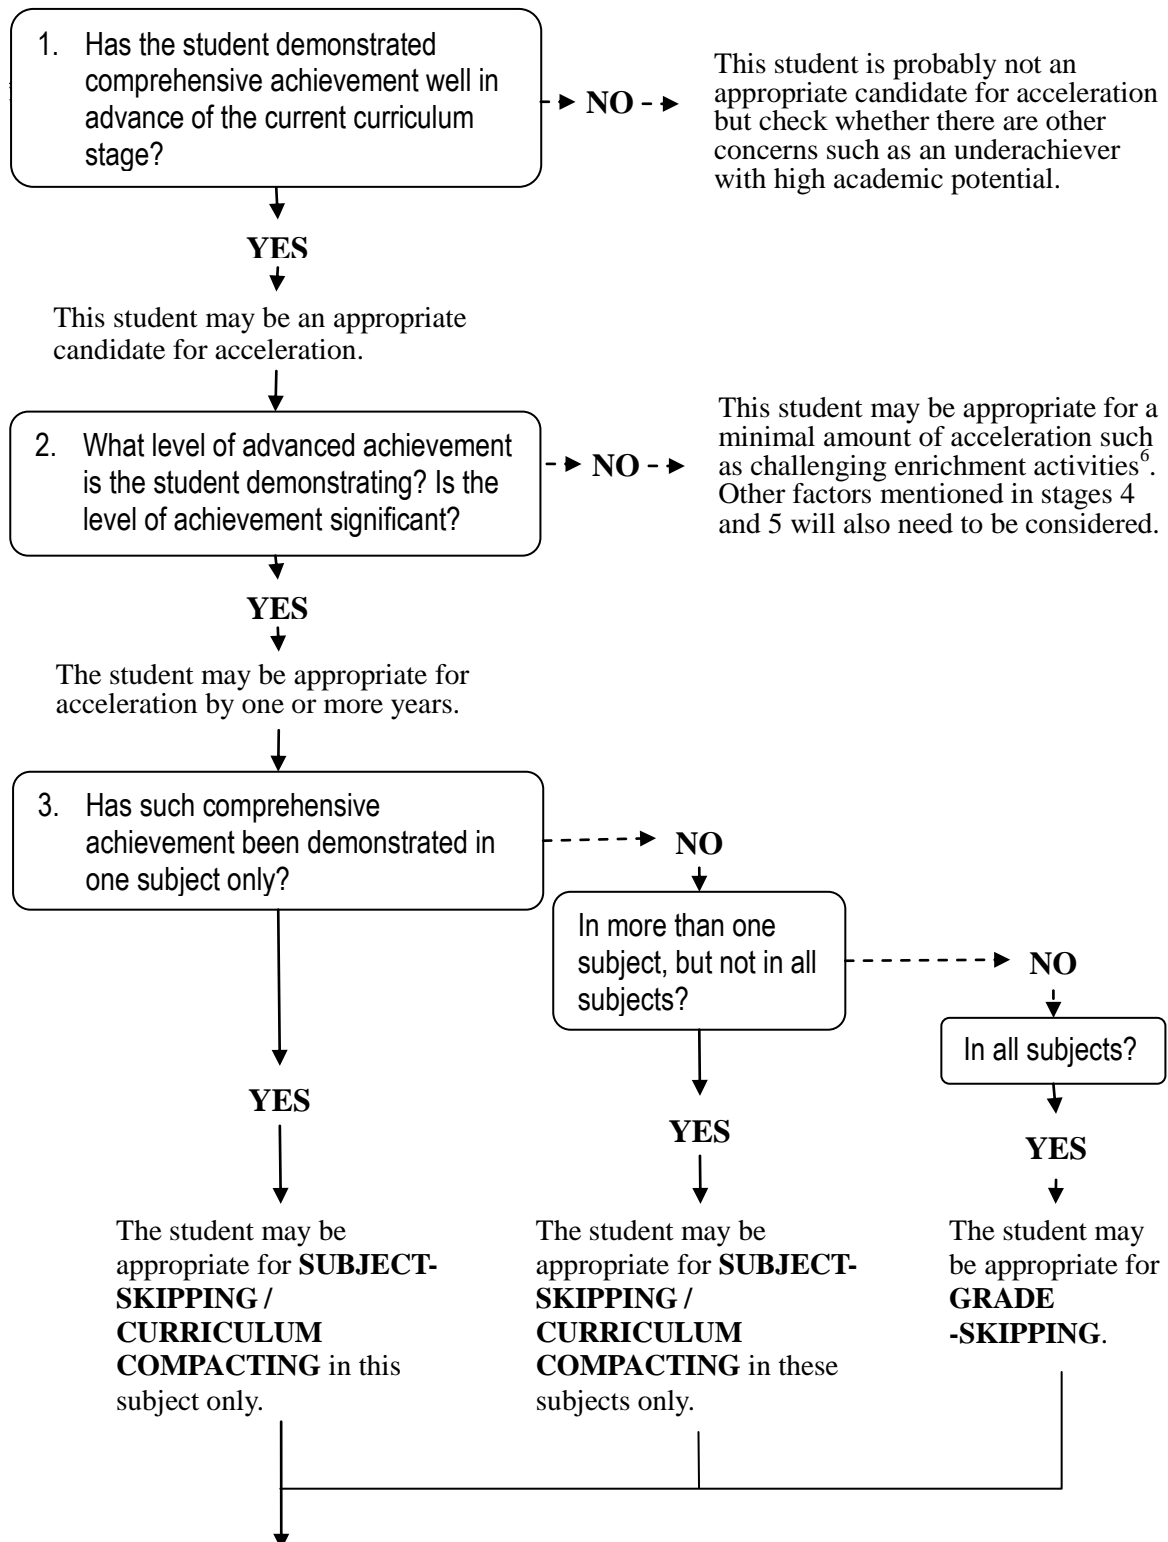 1. Has the student demonstrated
comprehensive achievement well in
advance of the current curriculum
stage?
NO
This student is probably not an
appropriate candidate for acceleration
but check whether there are other
concerns such as an underachiever
with high academic potential.
YES
This student may be an appropriate
candidate for acceleration.
2. What level of advanced achievement
is the student demonstrating? Is the
level of achievement significant?
NO
This student may be appropriate for a
minimal amount of acceleration such
as challenging enrichment activities⁶.
Other factors mentioned in stages 4
and 5 will also need to be considered.
YES
The student may be appropriate for
acceleration by one or more years.
3. Has such comprehensive
achievement been demonstrated in
one subject only?
NO
In more than one
subject, but not in all
subjects?
NO
In all subjects?
YES
YES
YES
The student may be
appropriate for SUBJECT-
SKIPPING /
CURRICULUM
COMPACTING in this
subject only.
The student may be
appropriate for SUBJECT-
SKIPPING /
CURRICULUM
COMPACTING in these
subjects only.
The student may
be appropriate for
GRADE
-SKIPPING.